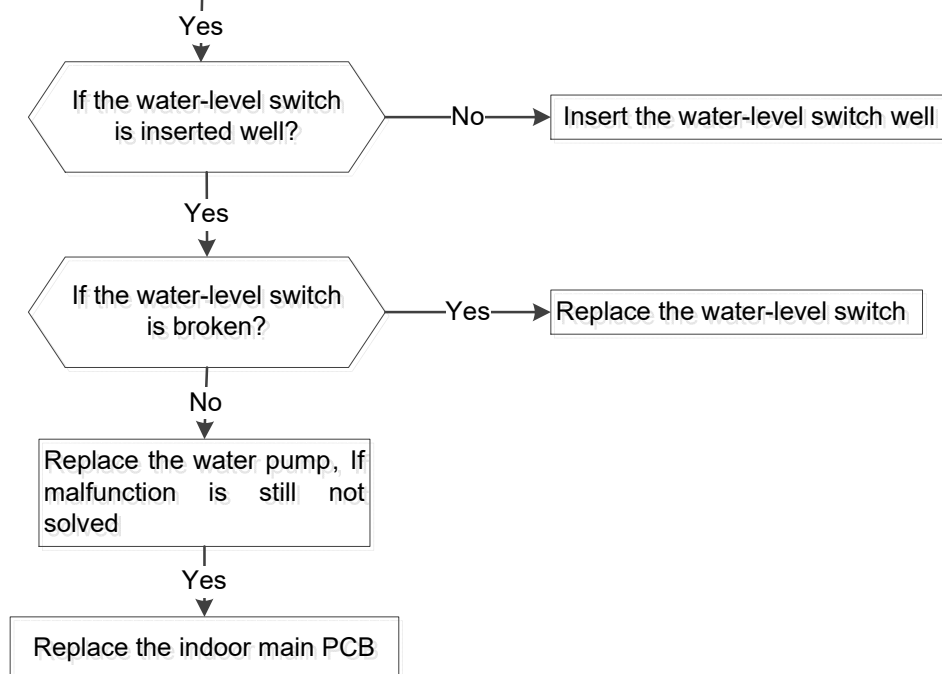 Yes
If the water-level switch
is inserted well?
No
Insert the water-level switch well
Yes
If the water-level switch
is broken?
Yes
Replace the water-level switch
No
Replace the water pump, If
malfunction is still not
solved
Yes
Replace the indoor main PCB